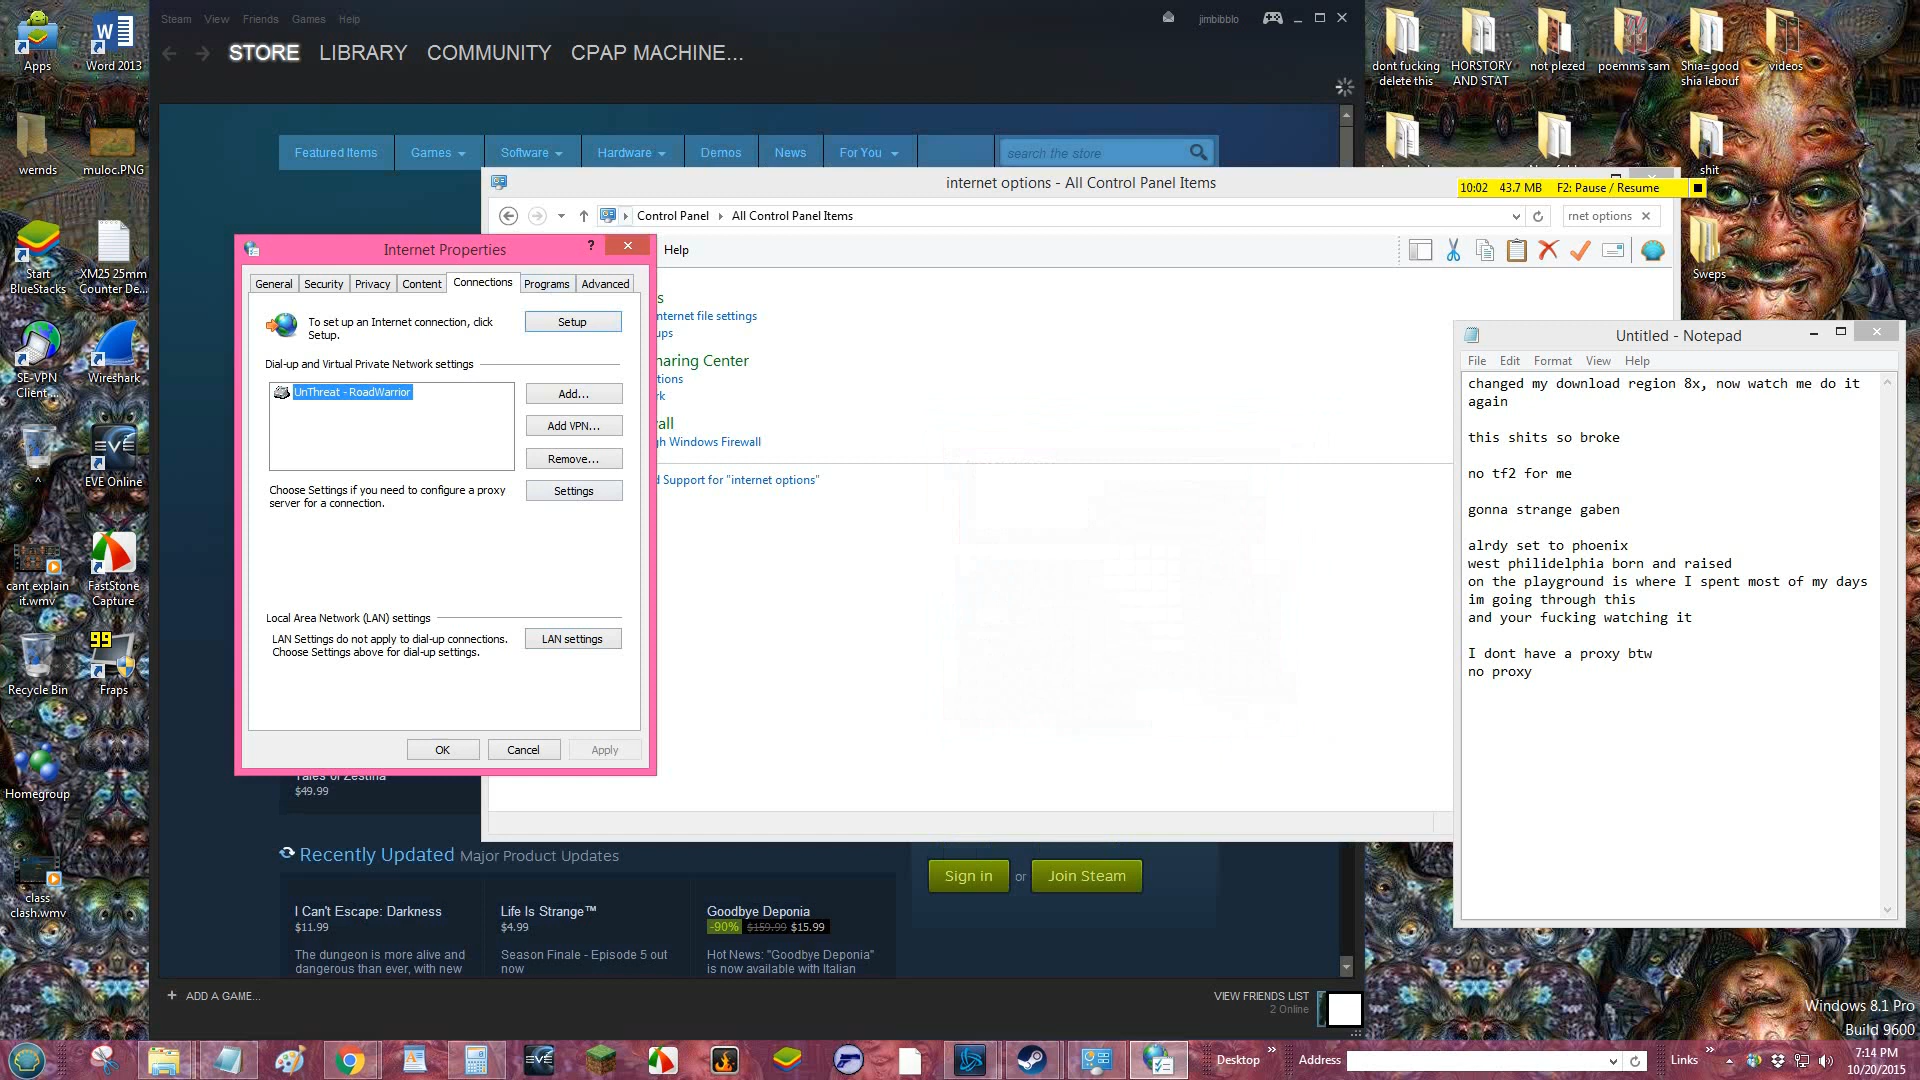 Apps
Word 2013
wernds
muloc.PNG
Start BlueStacks
XM25 25mm Counter De...
SE-VPN Client-...
Wireshark
^
EVE Online
cant explain it.wmv
FastStone Capture
99
Recycle Bin
Fraps
Homegroup
class clash.wmv
Steam View Friends Games Help
jimbibblo
STORE LIBRARY COMMUNITY CPAP MACHINE...
Featured Items Games Software Hardware Demos News For You
search the store
internet options - All Control Panel Items
10:02 43.7 MB F2: Pause / Resume
Control Panel All Control Panel Items
rnet options
Help
s
nternet file settings
ups
haring Center
tions
rk
vall
gh Windows Firewall
d Support for "internet options"
Internet Properties
?
General Security Privacy Content Connections Programs Advanced
To set up an Internet connection, click
Setup.
Setup
Dial-up and Virtual Private Network settings
UnThreat - RoadWarrior
Add...
Add VPN...
Remove...
Choose Settings if you need to configure a proxy
server for a connection.
Settings
Local Area Network (LAN) settings
LAN Settings do not apply to dial-up connections.
Choose Settings above for dial-up settings.
LAN settings
OK Cancel Apply
Tales of Zestiria
$49.99
Recently Updated Major Product Updates
I Can't Escape: Darkness
$11.99
The dungeon is more alive and
dangerous than ever, with new
Life Is Strange™
$4.99
Season Finale - Episode 5 out
now
Goodbye Deponia
-90% $159.99 $15.99
Hot News: "Goodbye Deponia"
is now available with Italian
Sign in or Join Steam
+ ADD A GAME...
VIEW FRIENDS LIST
2 Online
dont fucking delete this
HORSTORY AND STAT
not plezed
poemms sam
Shia=good shia lebouf
videos
shit
Sweps
Untitled - Notepad
File Edit Format View Help
changed my download region 8x, now watch me do it
again
this shits so broke
no tf2 for me
gonna strange gaben
alrdy set to phoenix
west philidelphia born and raised
on the playground is where I spent most of my days
im going through this
and your fucking watching it
I dont have a proxy btw
no proxy
Windows 8.1 Pro
Build 9600
EVE
Desktop
Address
Links
7:14 PM
10/20/2015